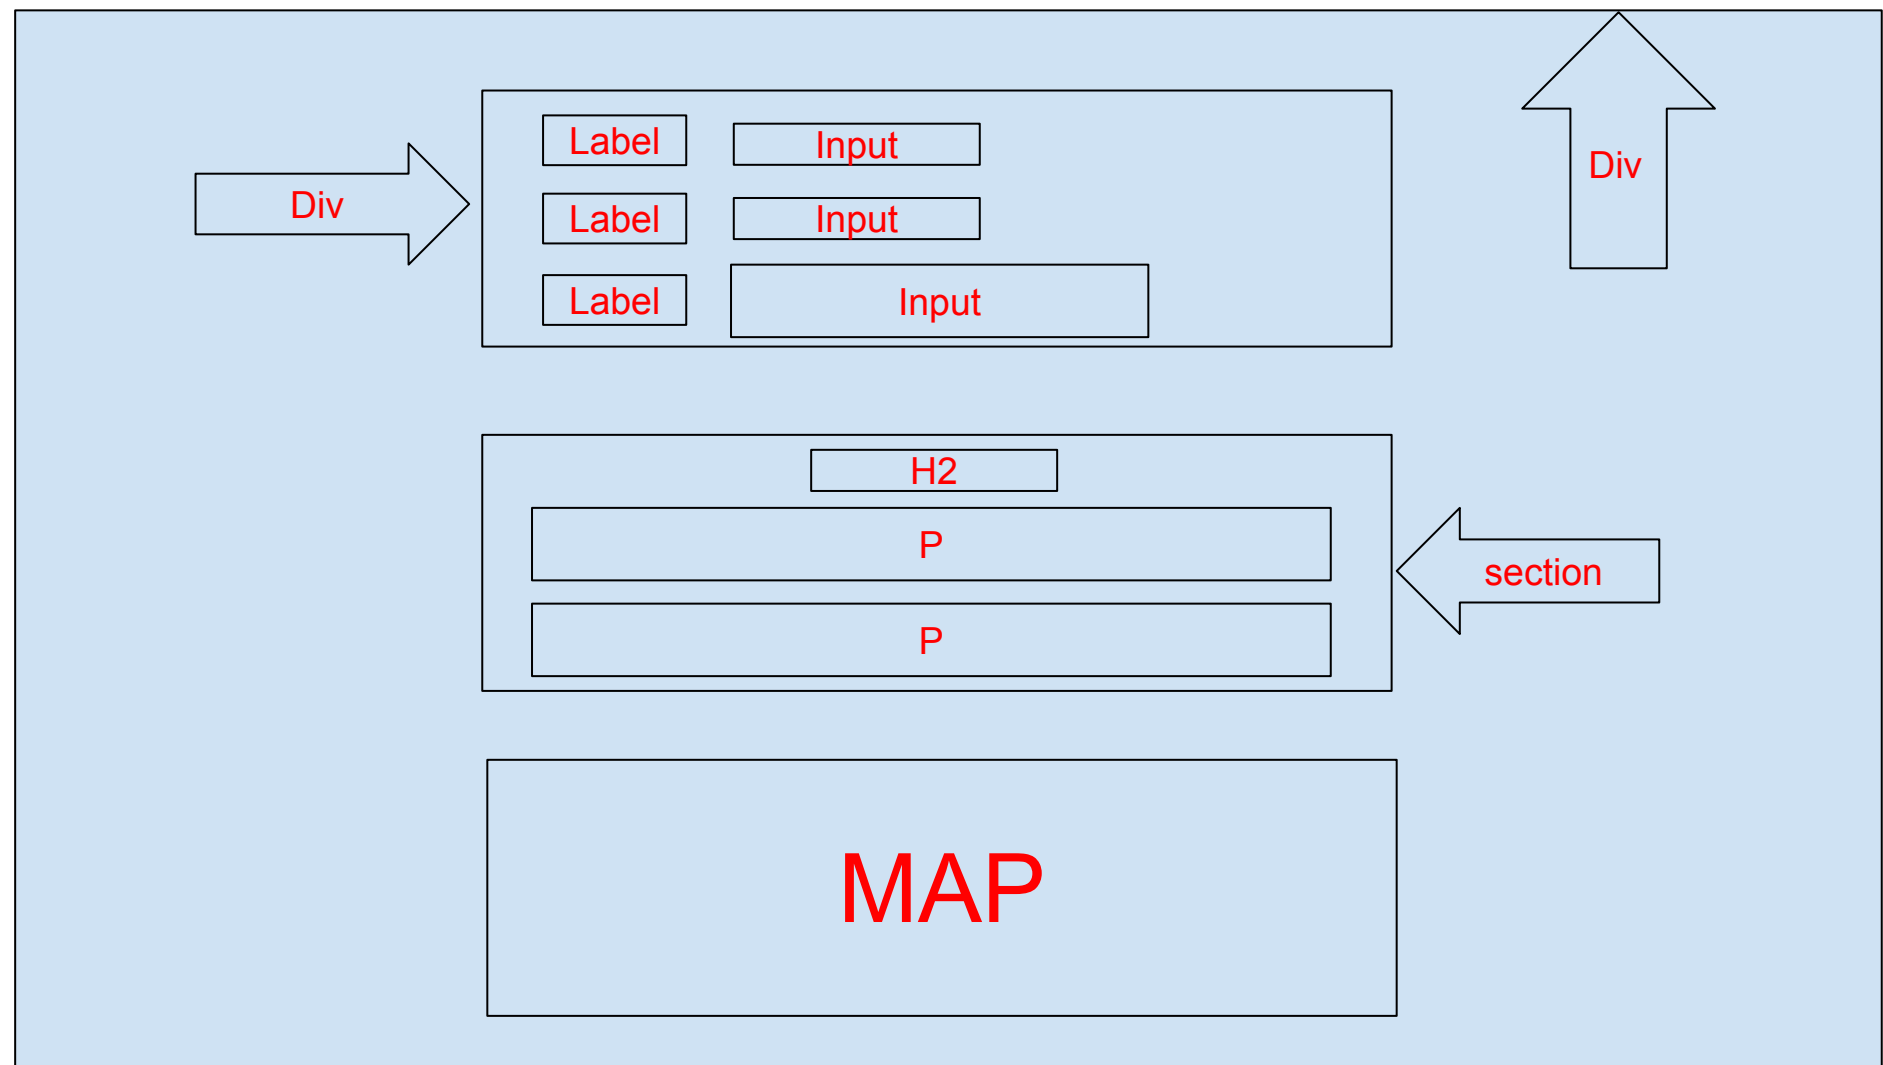 Label
Input
Div
Div
Label
Input
Label
Input
H2
P
section
P
MAP